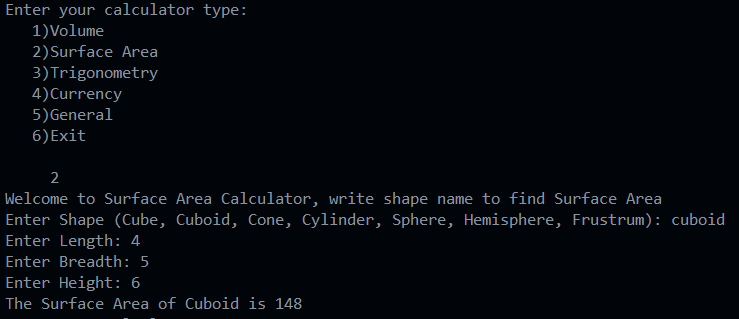 Enter your calculator type:
1)Volume
2)Surface Area
3)Trigonometry
4)Currency
5)General
6)Exit
2
Welcome to Surface Area Calculator, write shape name to find Surface Area
Enter Shape (Cube, Cuboid, Cone, Cylinder, Sphere, Hemisphere, Frustrum): cuboid
Enter Length: 4
Enter Breadth: 5
Enter Height: 6
The Surface Area of Cuboid is 148